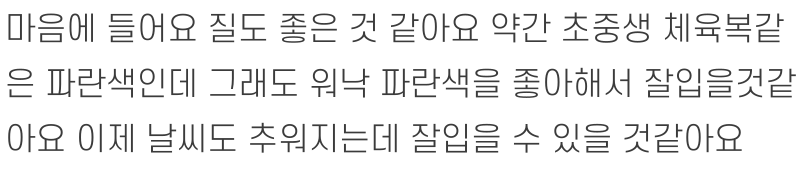 마음에 들어요 질도 좋은 것 같아요 약간 초중생 체육복같
은 파란색인데 그래도 워낙 파란색을 좋아해서 잘입을것같
아요 이제 날씨도 추워지는데 잘입을 수 있을 것같아요